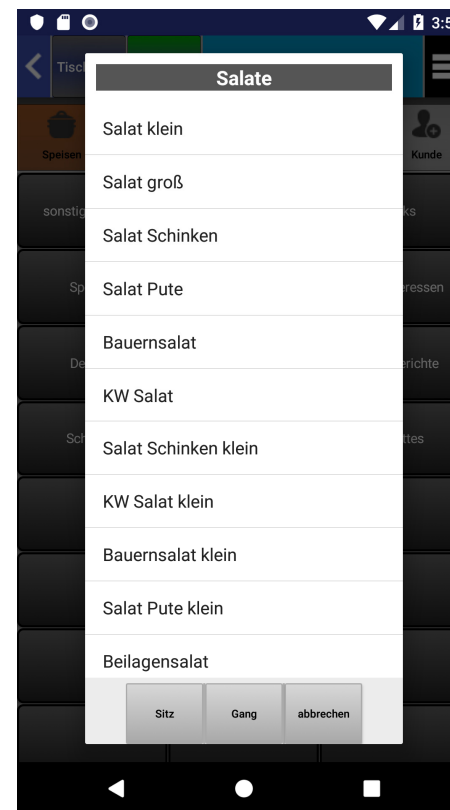 3:5
Tisch
Salate
Speisen
Kunde
Salat klein
Salat groß
sonstig
ks
Salat Schinken
Salat Pute
Sp
eressen
Bauernsalat
De
erichte
KW Salat
Sch
ttes
Salat Schinken klein
KW Salat klein
Bauernsalat klein
Salat Pute klein
Beilagensalat
Sitz Gang abbrechen